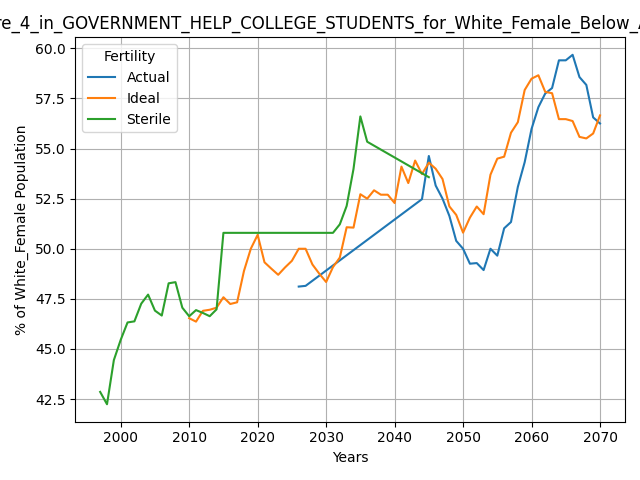 re_4_in_GOVERNMENT_HELP_COLLEGE_STUDENTS_for_White_Female_Below_
Fertility
Actual
Ideal
Sterile
60.0
57.5
55.0
52.5
50.0
47.5
45.0
42.5
% of White_Female Population
2000 2010 2020 2030 2040 2050 2060 2070
Years